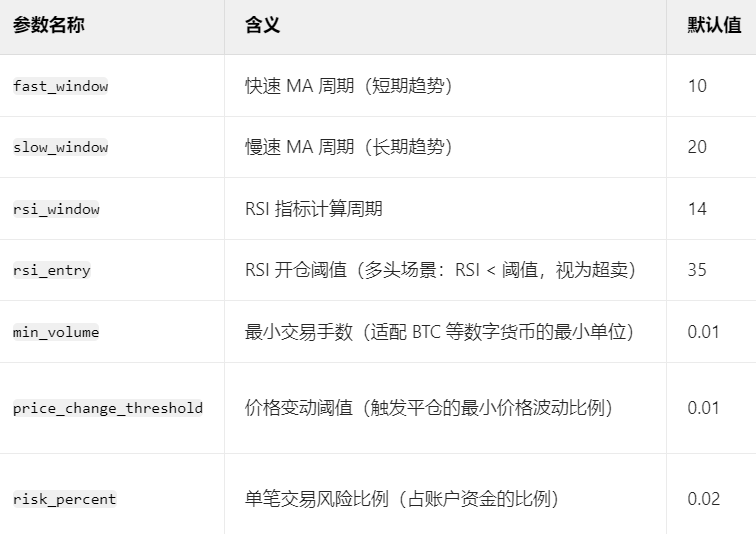 参数名称 含义 默认值
fast_window 快速 MA 周期（短期趋势） 10
slow_window 慢速 MA 周期（长期趋势） 20
rsi_window RSI 指标计算周期 14
rsi_entry RSI 开仓阈值（多头场景：RSI < 阈值，视为超卖） 35
min_volume 最小交易手数（适配 BTC 等数字货币的最小单位） 0.01
price_change_threshold 价格变动阈值（触发平仓的最小价格波动比例） 0.01
risk_percent 单笔交易风险比例（占账户资金的比例） 0.02